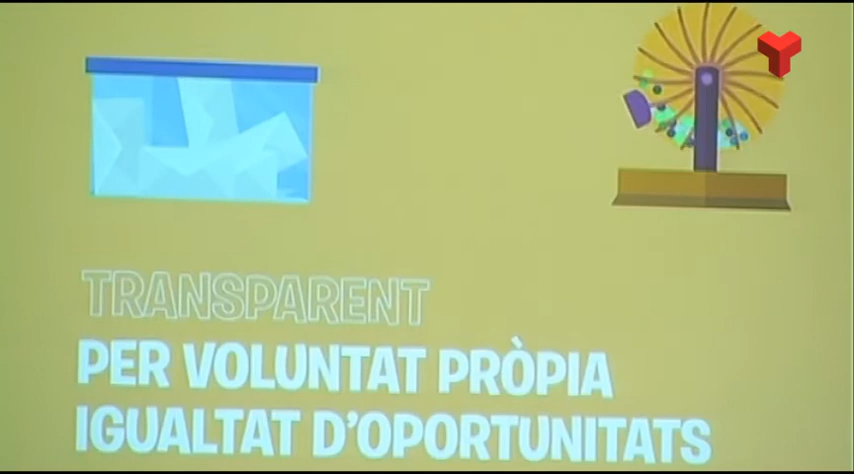 TRANSPARENT
PER VOLUNTAT PRÒPIA
IGUALTAT D'OPORTUNITATS